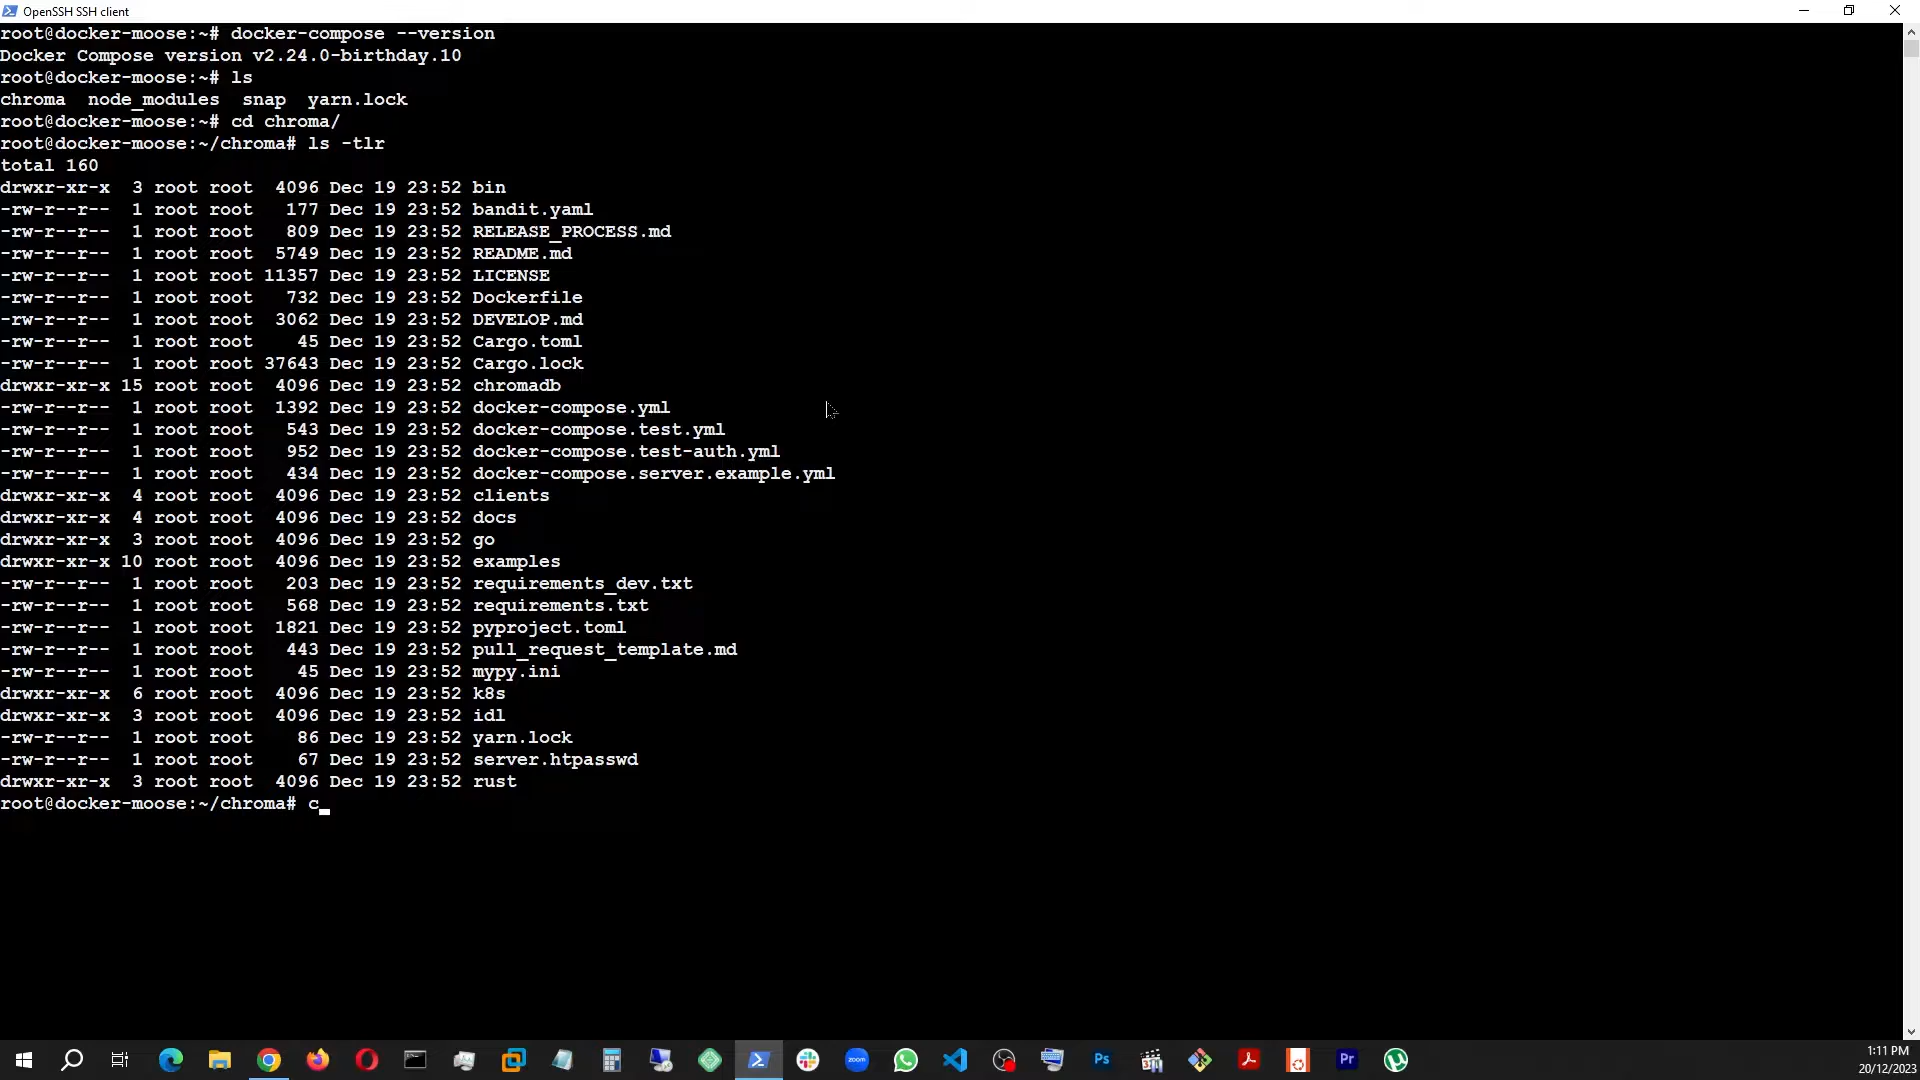 OpenSSH SSH client
root@docker-moose:~# docker-compose --version
Docker Compose version v2.24.0-birthday.10
root@docker-moose:~# ls
chroma  node_modules  snap  yarn.lock
root@docker-moose:~# cd chroma/
root@docker-moose:~/chroma# ls -tlr
total 160
drwxr-xr-x  3 root root  4096 Dec 19 23:52 bin
-rw-r--r--  1 root root   177 Dec 19 23:52 bandit.yaml
-rw-r--r--  1 root root   809 Dec 19 23:52 RELEASE_PROCESS.md
-rw-r--r--  1 root root  5749 Dec 19 23:52 README.md
-rw-r--r--  1 root root 11357 Dec 19 23:52 LICENSE
-rw-r--r--  1 root root   732 Dec 19 23:52 Dockerfile
-rw-r--r--  1 root root  3062 Dec 19 23:52 DEVELOP.md
-rw-r--r--  1 root root    45 Dec 19 23:52 Cargo.toml
-rw-r--r--  1 root root 37643 Dec 19 23:52 Cargo.lock
drwxr-xr-x 15 root root  4096 Dec 19 23:52 chromadb
-rw-r--r--  1 root root  1392 Dec 19 23:52 docker-compose.yml
-rw-r--r--  1 root root   543 Dec 19 23:52 docker-compose.test.yml
-rw-r--r--  1 root root   952 Dec 19 23:52 docker-compose.test-auth.yml
-rw-r--r--  1 root root   434 Dec 19 23:52 docker-compose.server.example.yml
drwxr-xr-x  4 root root  4096 Dec 19 23:52 clients
drwxr-xr-x  4 root root  4096 Dec 19 23:52 docs
drwxr-xr-x  3 root root  4096 Dec 19 23:52 go
drwxr-xr-x 10 root root  4096 Dec 19 23:52 examples
-rw-r--r--  1 root root   203 Dec 19 23:52 requirements_dev.txt
-rw-r--r--  1 root root   568 Dec 19 23:52 requirements.txt
-rw-r--r--  1 root root  1821 Dec 19 23:52 pyproject.toml
-rw-r--r--  1 root root   443 Dec 19 23:52 pull_request_template.md
-rw-r--r--  1 root root    45 Dec 19 23:52 mypy.ini
drwxr-xr-x  6 root root  4096 Dec 19 23:52 k8s
drwxr-xr-x  3 root root  4096 Dec 19 23:52 idl
-rw-r--r--  1 root root    86 Dec 19 23:52 yarn.lock
-rw-r--r--  1 root root    67 Dec 19 23:52 server.htpasswd
drwxr-xr-x  3 root root  4096 Dec 19 23:52 rust
root@docker-moose:~/chroma# c
zoom
Ps
Pr
1:11 PM
20/12/2023